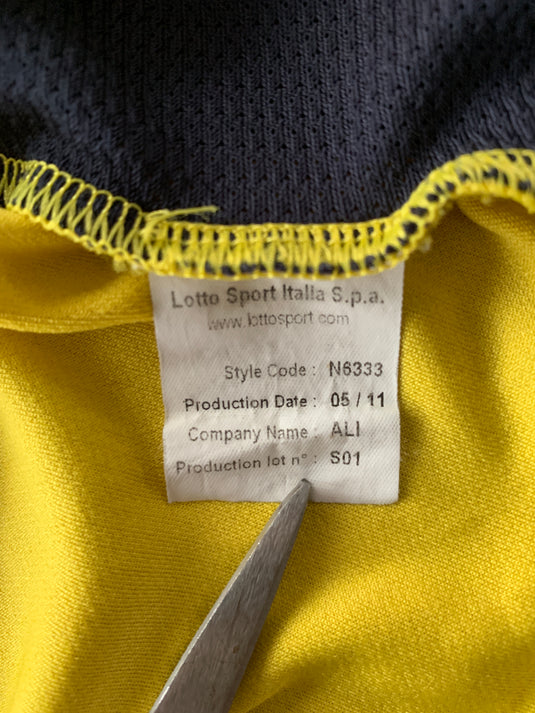 Lotto Sport Italia S.p.a.
www.lottosport.com
Style Code : N6333
Production Date : 05 / 11
Company Name : ALI
Production lot n° : S01